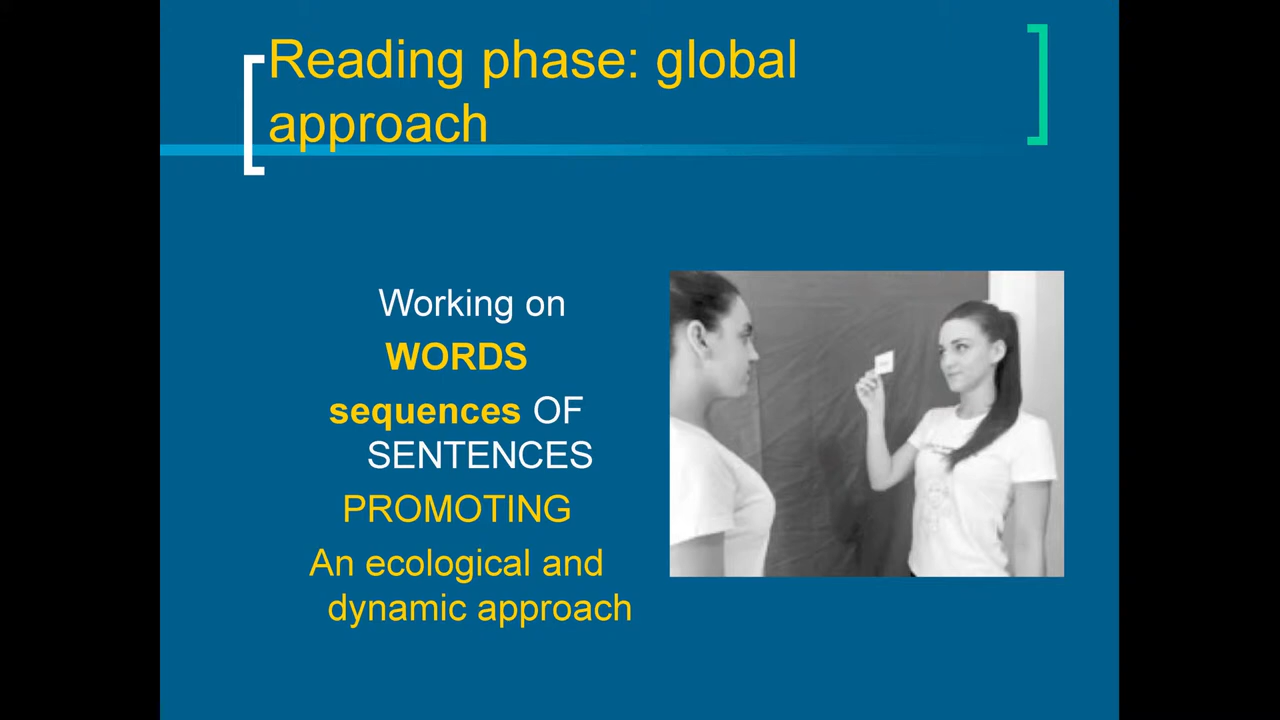 Reading phase: global
approach
Working on
WORDS
sequences OF
SENTENCES
PROMOTING
An ecological and
dynamic approach